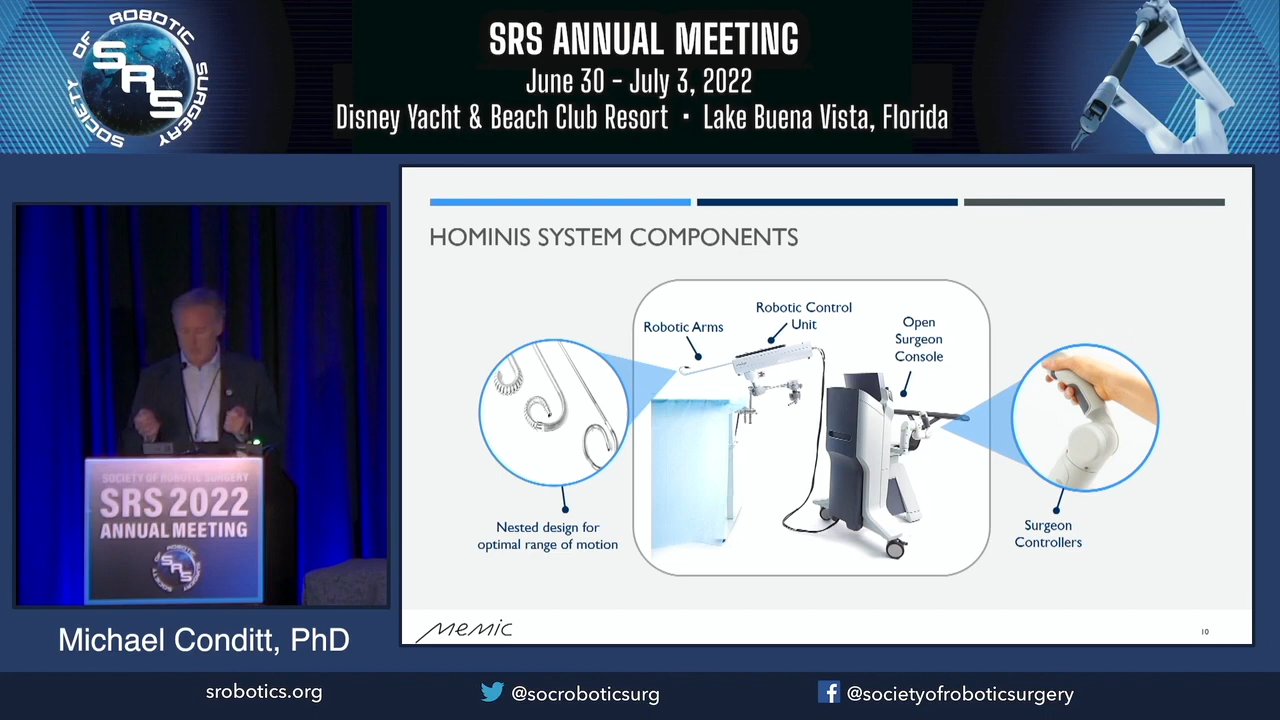 SOCIETY OF ROBOTIC SURGERY
SRS
SRS ANNUAL MEETING
June 30 - July 3, 2022
Disney Yacht & Beach Club Resort • Lake Buena Vista, Florida
HOMINIS SYSTEM COMPONENTS
Robotic Arms
Robotic Control
Unit
Open
Surgeon
Console
Nested design for
optimal range of motion
Surgeon
Controllers
memic
10
SOCIETY OF ROBOTIC SURGERY
SRS 2022
ANNUAL MEETING
SRS
Michael Conditt, PhD
srobotics.org
@socroboticsurg
@societyofroboticsurgery